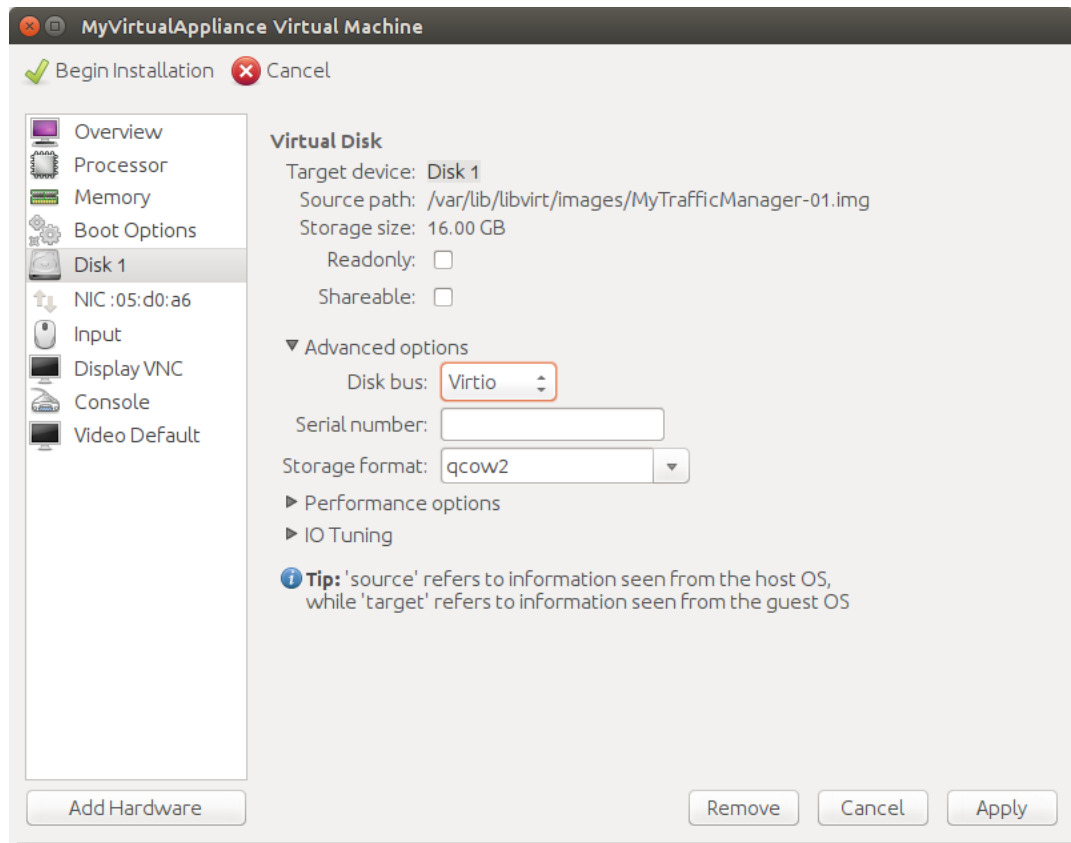 MyVirtualAppliance Virtual Machine
Begin Installation Cancel
Overview
Processor
Memory
Boot Options
Disk 1
NIC :05:d0:a6
Input
Display VNC
Console
Video Default
Virtual Disk
Target device: Disk 1
Source path: /var/lib/libvirt/images/MyTrafficManager-01.img
Storage size: 16.00 GB
Readonly:
Shareable:
Advanced options
Disk bus: Virtio
Serial number:
Storage format: qcow2
Performance options
IO Tuning
Tip: 'source' refers to information seen from the host OS,
while 'target' refers to information seen from the guest OS
Add Hardware Remove Cancel Apply